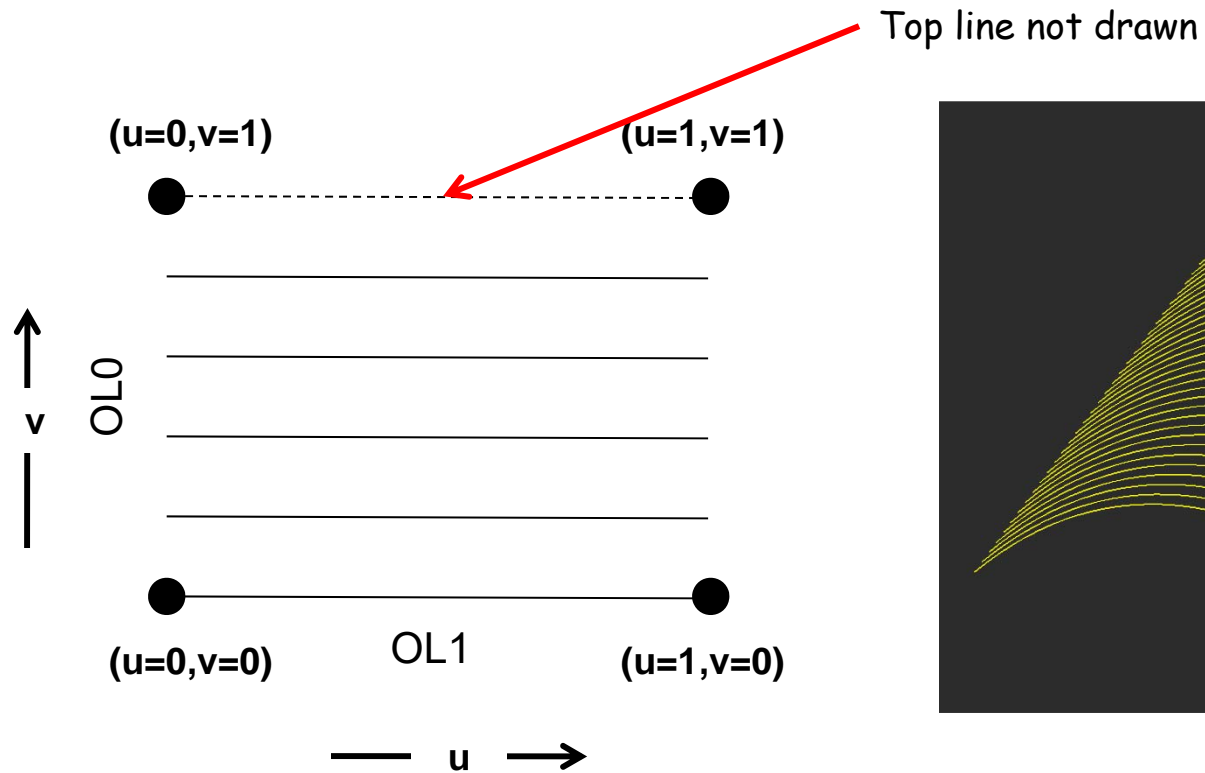 Top line not drawn
(u=0,v=1)
(u=1,v=1)
v
OL0
(u=0,v=0)
OL1
(u=1,v=0)
u